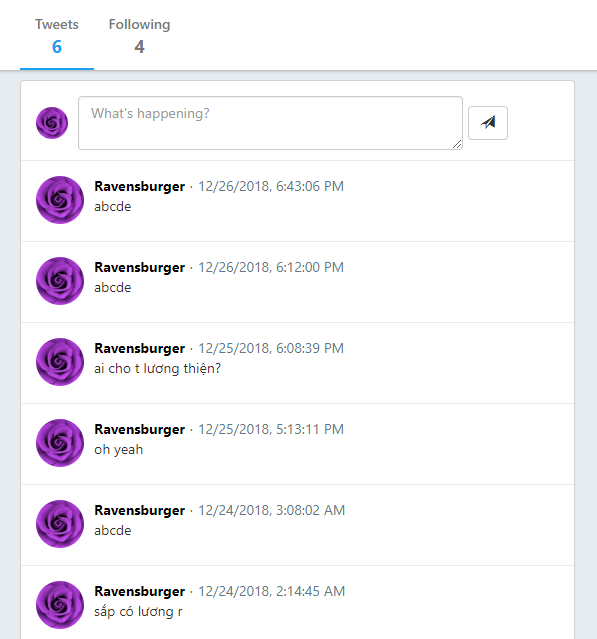 Tweets Following
6 4
What's happening?
Ravensburger · 12/26/2018, 6:43:06 PM
abcde
Ravensburger · 12/26/2018, 6:12:00 PM
abcde
Ravensburger · 12/25/2018, 6:08:39 PM
ai cho t lương thiện?
Ravensburger · 12/25/2018, 5:13:11 PM
oh yeah
Ravensburger · 12/24/2018, 3:08:02 AM
abcde
Ravensburger · 12/24/2018, 2:14:45 AM
sắp có lương r